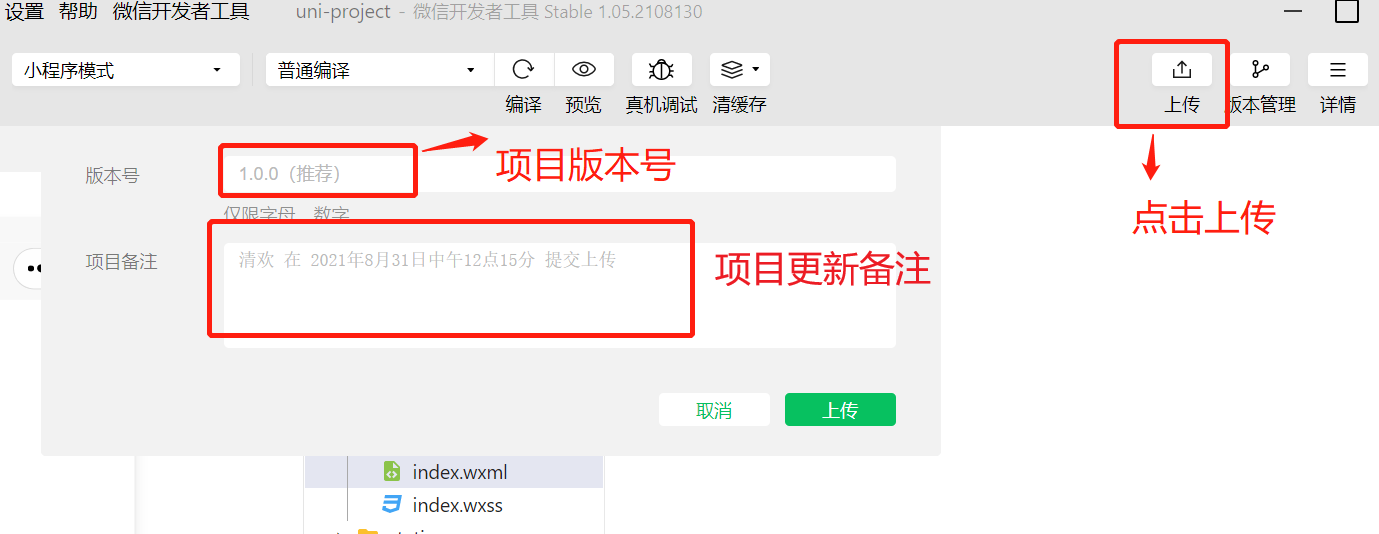 设置 帮助 微信开发者工具 uni-project - 微信开发者工具 Stable 1.05.2108130
小程序模式 普通编译
编译 预览 真机调试 清缓存 上传 版本管理 详情
版本号 1.0.0（推荐） 项目版本号
仅限字母、数字
点击上传
项目备注 清欢 在 2021年8月31日中午12点15分 提交上传
项目更新备注
取消 上传
index.wxml
index.wxss